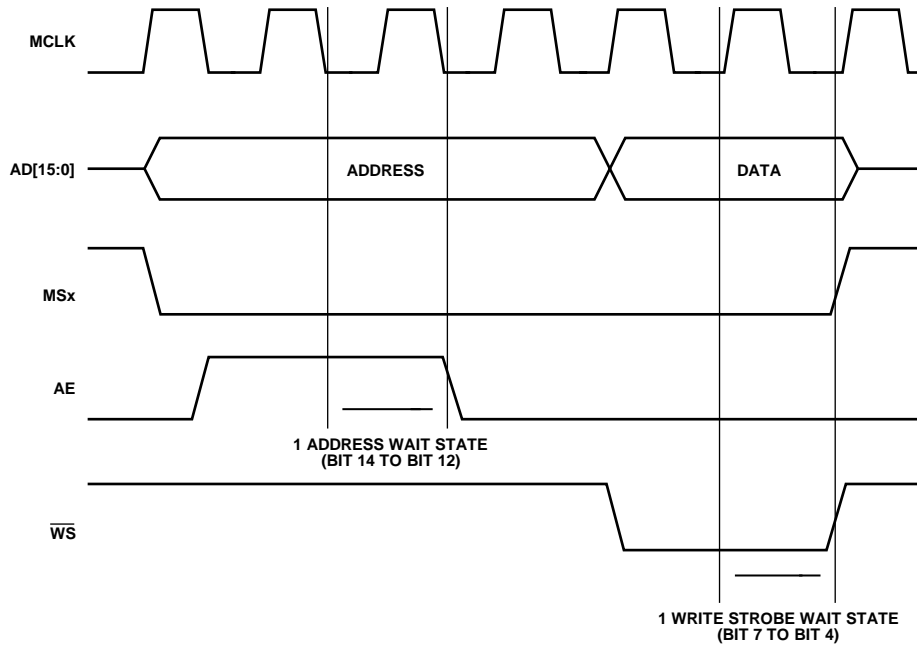 MCLK
AD[15:0]
ADDRESS
DATA
MSx
AE
1 ADDRESS WAIT STATE
(BIT 14 TO BIT 12)
WS
1 WRITE STROBE WAIT STATE
(BIT 7 TO BIT 4)